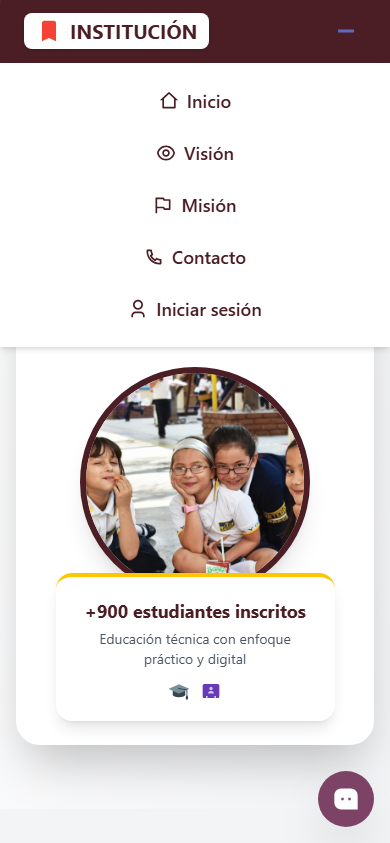 INSTITUCIÓN
Inicio
Visión
Misión
Contacto
Iniciar sesión
+900 estudiantes inscritos
Educación técnica con enfoque
práctico y digital